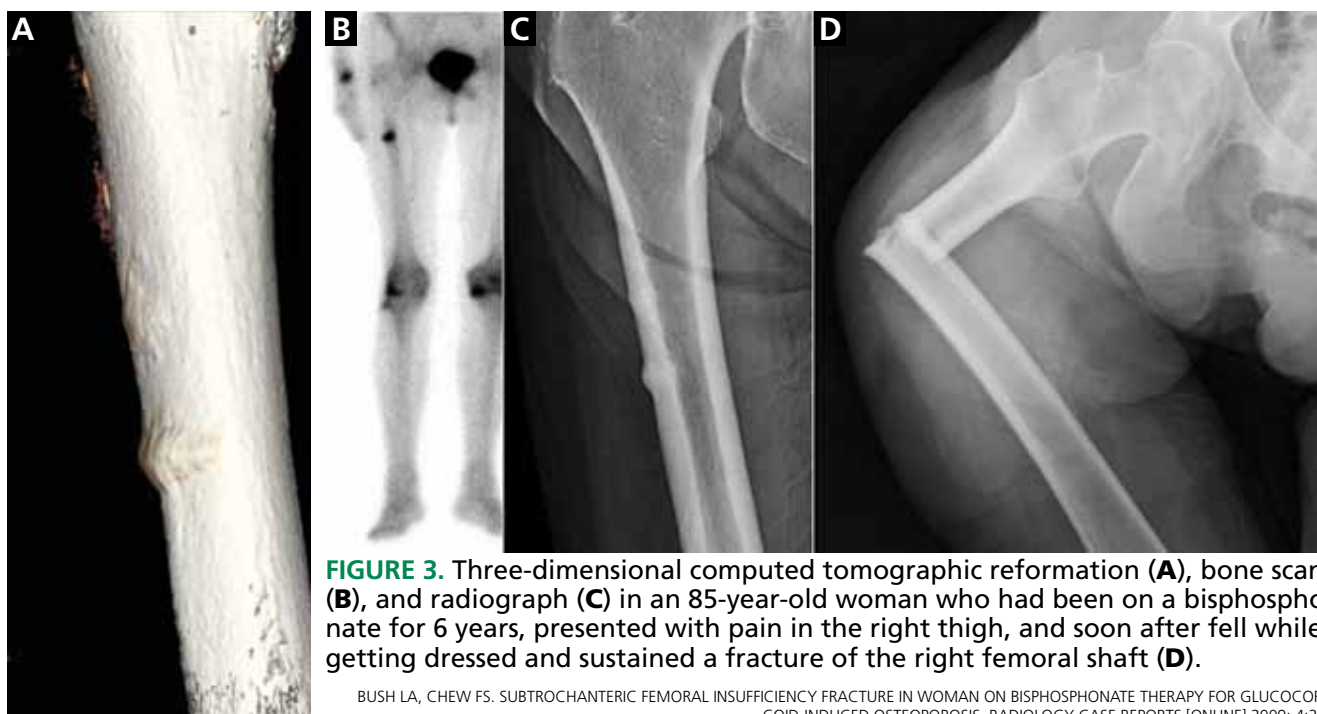 A
B
C
D
FIGURE 3. Three-dimensional computed tomographic reformation (A), bone scan
(B), and radiograph (C) in an 85-year-old woman who had been on a bisphospho
nate for 6 years, presented with pain in the right thigh, and soon after fell while
getting dressed and sustained a fracture of the right femoral shaft (D).
BUSH LA, CHEW FS. SUBTROCHANTERIC FEMORAL INSUFFICIENCY FRACTURE IN WOMAN ON BISPHOSPHONATE THERAPY FOR GLUCOCOR
COID-INDUCED OSTEOPOROSIS. RADIOLOGY CASE REPORTS [ONLINE] 2009; 4:2